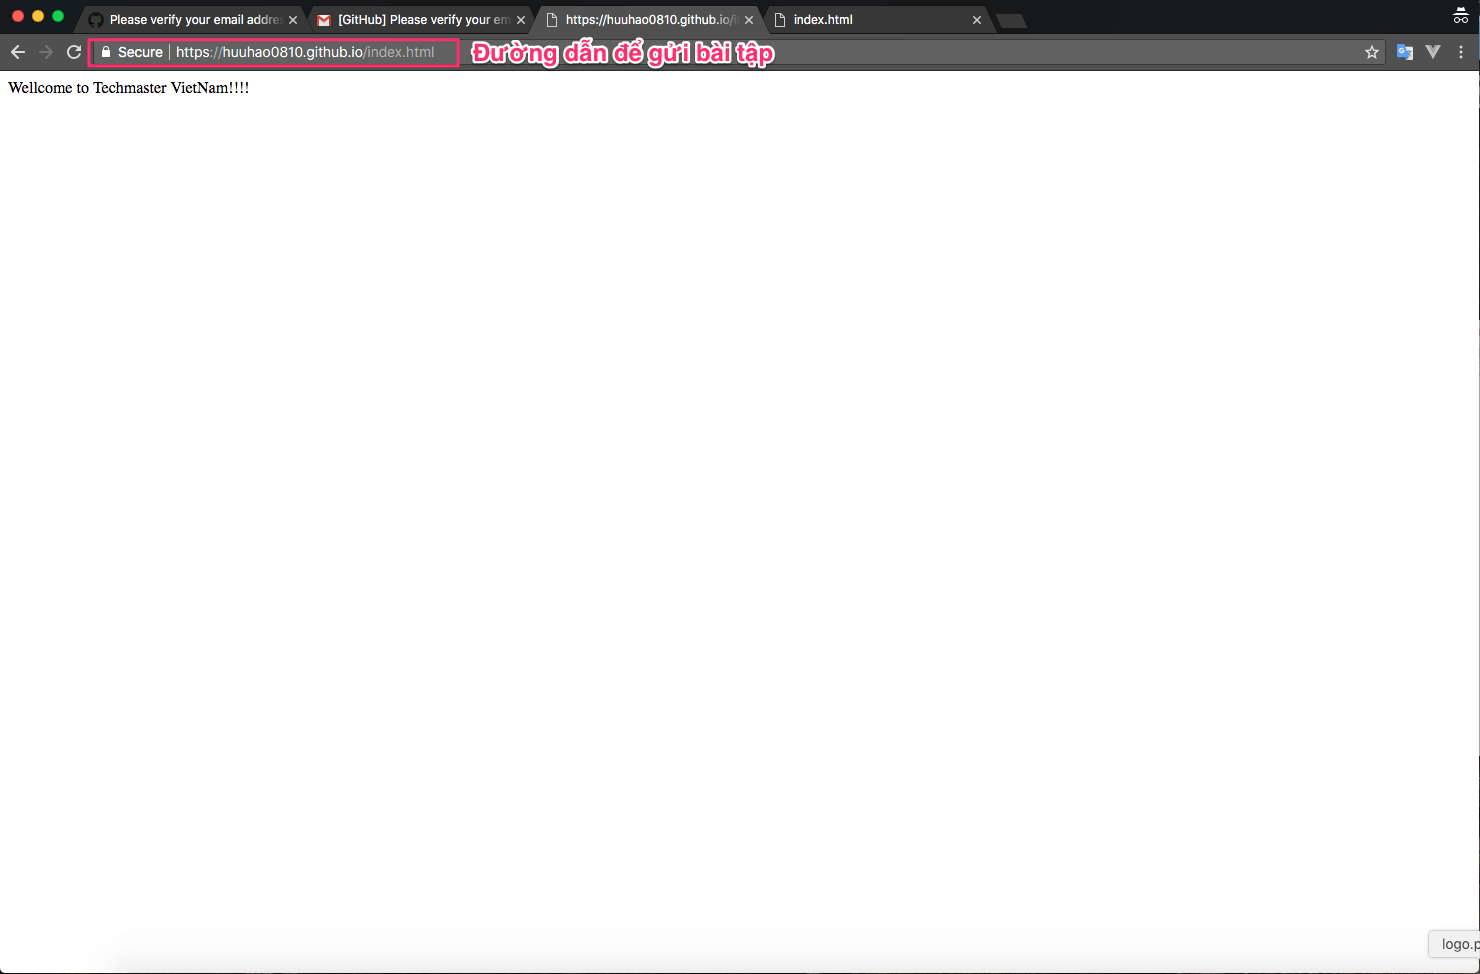 Please verify your email addres
[GitHub] Please verify your em
https://huuhao0810.github.io/i
index.html
Secure | https://huuhao0810.github.io/index.html
Đường dẫn để gửi bài tập
Wellcome to Techmaster VietNam!!!!
logo.p